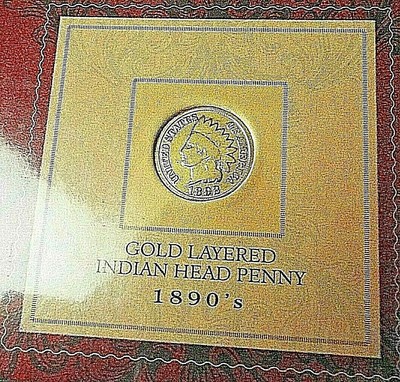 UNITED STATES OF AMERICA
GOLD LAYERED
INDIAN HEAD PENNY
1890's